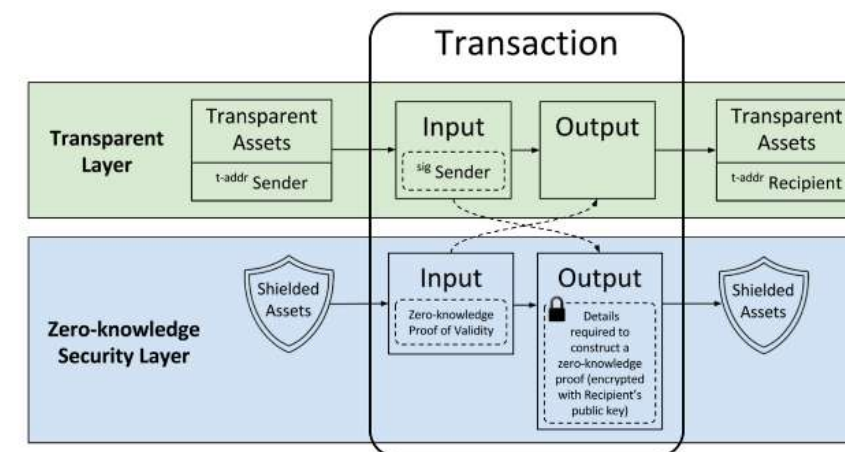 Transaction
Transparent
Layer
Transparent
Assets
t-addr Sender
Input
sig Sender
Output
Transparent
Assets
t-addr Recipient
Zero-knowledge
Security Layer
Shielded
Assets
Input
Zero-knowledge
Proof of Validity
Output
Details
required to
construct a
zero-knowledge
proof (encrypted
with Recipient's
public key)
Shielded
Assets